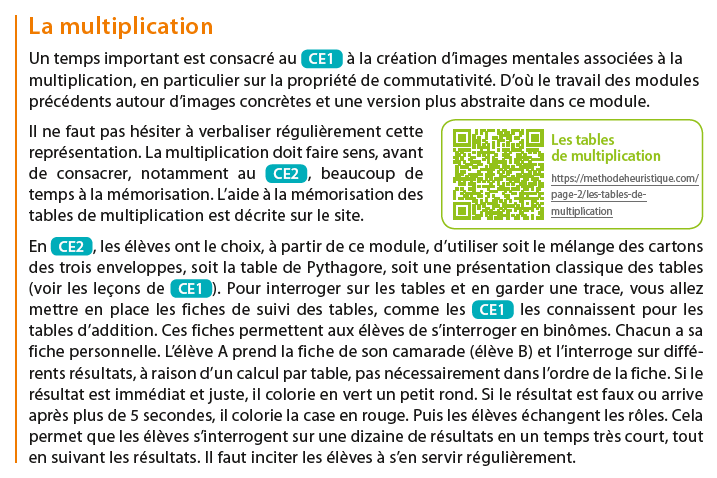 La multiplication
Un temps important est consacré au CE1 à la création d'images mentales associées à la
multiplication, en particulier sur la propriété de commutativité. D'où le travail des modules
précédents autour d'images concrètes et une version plus abstraite dans ce module.
Il ne faut pas hésiter à verbaliser régulièrement cette
représentation. La multiplication doit faire sens, avant
de consacrer, notamment au CE2, beaucoup de
temps à la mémorisation. L'aide à la mémorisation des
tables de multiplication est décrite sur le site.
Les tables
de multiplication
https://methodeheuristique.com/
page-2/les-tables-de-
multiplication
En CE2, les élèves ont le choix, à partir de ce module, d'utiliser soit le mélange des cartons
des trois enveloppes, soit la table de Pythagore, soit une présentation classique des tables
(voir les leçons de CE1). Pour interroger sur les tables et en garder une trace, vous allez
mettre en place les fiches de suivi des tables, comme les CE1 les connaissent pour les
tables d'addition. Ces fiches permettent aux élèves de s'interroger en binômes. Chacun a sa
fiche personnelle. L'élève A prend la fiche de son camarade (élève B) et l'interroge sur diffé-
rents résultats, à raison d'un calcul par table, pas nécessairement dans l'ordre de la fiche. Si le
résultat est immédiat et juste, il colorie en vert un petit rond. Si le résultat est faux ou arrive
après plus de 5 secondes, il colorie la case en rouge. Puis les élèves échangent les rôles. Cela
permet que les élèves s'interrogent sur une dizaine de résultats en un temps très court, tout
en suivant les résultats. Il faut inciter les élèves à s'en servir régulièrement.